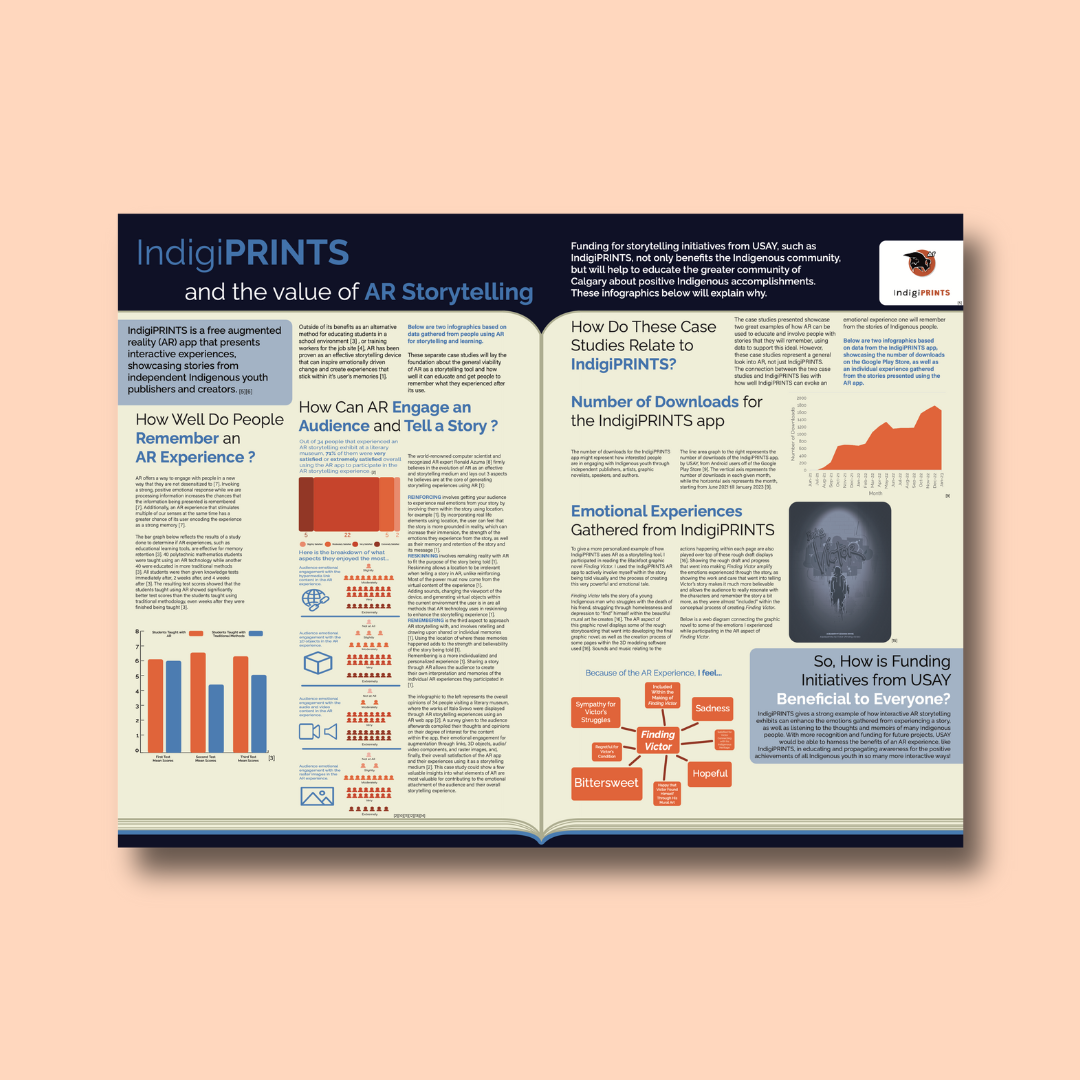 IndigiPRINTS
and the value of AR Storytelling
Funding for storytelling initiatives from USAY, such as
IndigiPRINTS, not only benefits the Indigenous community,
but will help to educate the greater community of
Calgary about positive Indigenous accomplishments.
These infographics below will explain why.
IndigiPRINTS
IndigiPRINTS is a free augmented
reality (AR) app that presents
interactive experiences,
showcasing stories from
independent Indigenous youth
publishers and creators. [5][6]
How Well Do People
Remember an
AR Experience ?
AR offers a way to engage with people in a new
way that they are not desensitized to [7]. Invoking
a strong, positive emotional response while we are
processing information increases the chances that
the information being presented is remembered
[7]. Additionally, an AR experience that stimulates
multiple of our senses at the same time has a
greater chance of its user encoding the experience
as a strong memory [7].
The bar graph below reflects the results of a study
done to determine if AR experiences, such as
educational learning tools, are effective for memory
retention [3]. 40 polytechnic mathematics students
were taught using an AR technology while another
40 were educated in more traditional methods
[3]. All students were then given knowledge tests
immediately after, 2 weeks after, and 4 weeks
after [3]. The resulting test scores showed that the
students taught using AR showed significantly
better test scores than the students taught using
traditional methodology, even weeks after they were
finished being taught [3].
Students Taught with
AR
Students Taught with
Traditional Methods
8
7
6
5
4
3
2
1
0
First Test
Mean Scores
Second Test
Mean Scores
Third Test
Mean Scores
[3]
Outside of its benefits as an alternative
method for educating students in a
school environment [3] , or training
workers for the job site [4], AR has been
proven as an effective storytelling device
that can inspire emotionally driven
change and create experiences that
stick within it's user's memories [1].
Below are two infographics based on
data gathered from people using AR
for storytelling and learning.
These separate case studies will lay the
foundation about the general viability
of AR as a storytelling tool and how
well it can educate and get people to
remember what they experienced after
its use.
How Can AR Engage an
Audience and Tell a Story ?
Out of 34 people that experienced an
AR storytelling exhibit at a literary
museum, 79% of them were very
satisfied or extremely satisfied overall
using the AR app to participate in the
AR storytelling experience.
5
22
5
2
Here is the breakdown of what
aspects they enjoyed the most...
Audience emotional
engagement with the
hyperlinks link
content in the AR
experience.
Slightly
Moderately
Very
Extremely
Audience emotional
engagement with the
3D objects in the AR
experience.
Not at All
Slightly
Moderately
Very
Extremely
Audience emotional
engagement with the
audio and video
content in the AR
experience.
Not at All
Slightly
Moderately
Very
Extremely
Audience emotional
engagement with the
raster images in the
AR experience.
Not at All
Slightly
Moderately
Very
Extremely
The world-renowned computer scientist and
recognized AR expert Ronald Azuma [8] firmly
believes in the evolution of AR as an effective
storytelling medium and lays our 3 aspects
he believes are at the core of generating
storytelling experiences using AR [1]:
REINFORCING involves getting your audience
to experience real emotions from your story, by
involving them within the story using location,
for example [1]. By incorporating real life
elements using location, the user can feel that
the story is more grounded in reality, which can
increase their immersion, the strength of the
emotions they experience from the story, as well
as their memory and retention of the story and
its message [1].
RESKINNING involves remaking reality with AR
to fit the purpose of the story being told [1].
Reskinning allows a location to be irrelevant
when telling a story in AR, unlike reinforcing.
Most of the power must now come from the
virtual content of the experience [1].
Adding sounds, changing the viewport of the
device, and generating virtual objects within
the current environment the user is in are all
methods that AR technology uses in reskinning
to enhance the storytelling experience [1].
REMEMBERING is the third aspect to approach
AR storytelling with, and involves retelling and
drawing upon shared or individual memories
[1]. Using the location of where these memories
happened adds to the strength and believability
of the story being told [1].
Remembering is a more individualized and
personalized experience [1]. Sharing a story
through AR allows the audience to create
their own interpretation and memories of the
individual AR experiences they participated in
[1].
The infographic to the left represents the overall
opinions of 34 people visiting a literary museum,
where the works of Italo Svevo were displayed
through AR storytelling experiences using an
AR web app [2]. A survey given to the audience
afterwards compiled their thoughts and opinions
on their degree of interest for the content
within the app, their emotional engagement for
augmentation through links, 3D objects, audio/
video components, and raster images, and,
finally, their overall satisfaction of the AR app
and their experiences using it as a storytelling
medium [2]. This case study could show a few
valuable insights into what elements of AR are
most valuable for contributing to the emotional
attachment of the audience and their overall
storytelling experience.
How Do These Case
Studies Relate to
IndigiPRINTS?
The case studies presented showcase
two great examples of how AR can be
used to educate and involve people with
stories that they will remember, using
data to support this ideal. However,
these case studies represent a general
look into AR, not just IndigiPRINTS.
The connection between the two case
studies and IndigiPRINTS lies with
how well IndigiPRINTS can evoke an
emotional experience one will remember
from the stories of Indigenous people.
Below are two infographics based
on data from the IndigiPRINTS app,
showcasing the number of downloads
on the Google Play Store, as well as
an individual experience gathered
from the stories presented using the
AR app.
Number of Downloads for
the IndigiPRINTS app
The number of downloads for the IndigiPRINTS
app might represent how interested people
are in engaging with Indigenous youth through
independent publishers, artists, graphic
novelists, speakers, and authors.
The line area graph to the right represents the
number of downloads of the IndigiPRINTS app,
by USAY, from Android users off of the Google
Play Store [9]. The vertical axis represents the
number of downloads in each given month,
while the horizontal axis represents the month,
starting from June 2021 till January 2023 [9].
Number of Downloads
2000
1800
1600
1400
1200
1000
800
600
400
200
0
Month
Emotional Experiences
Gathered from IndigiPRINTS
To give a more personalized example of how
IndigiPRINTS uses AR as a storytelling tool, I
participated in reading the Blackfoot graphic
novel Finding Victor. I used the IndigiPRINTS AR
app to actively involve myself within the story
being told visually and the process of creating
this very powerful and emotional tale.
Finding Victor tells the story of a young
Indigenous man who struggles with the death of
his friend, struggling through homelessness and
depression to "find" himself within the beautiful
mural art he creates [10]. The AR aspect of
this graphic novel displays some of the rough
storyboarding that went into developing the final
graphic novel, as well as the creation process of
some pages within the 3D modeling software
used [10]. Sounds and music relating to the
actions happening within each page are also
played over top of these rough draft displays
[10]. Showing the rough draft and progress
that went into making Finding Victor amplify
the emotions experienced through the story, as
showing the work and care that went into telling
Victor's story makes it much more believable
and allows the audience to really resonate with
the characters and remember the story a bit
more, as they were almost "included" within the
conceptual process of creating Finding Victor.
Below is a web diagram connecting the graphic
novel to some of the emotions I experienced
while participating in the AR aspect of
Finding Victor.
Because of the AR Experience, I feel...
Sympathy for
Victor's
Struggles
Included
Within the
Making of
Finding Victor
Sadness
Finding
Victor
Regretful for
Victor's
Condition
Bittersweet
Happy that
Victor Found
Himself
Through his
Mural Art
Hopeful
So, How is Funding
Initiatives from USAY
Beneficial to Everyone?
IndigiPRINTS gives a strong example of how interactive AR storytelling
exhibits can enhance the emotions gathered from experiencing a story,
as well as listening to the thoughts and memories of many Indigenous
people. With more recognition and funding for future projects, USAY
would be able to harness the benefits of an AR experience, like
IndigiPRINTS, in educating and propagating awareness for the positive
achievements of all Indigenous youth in so many more interactive ways!